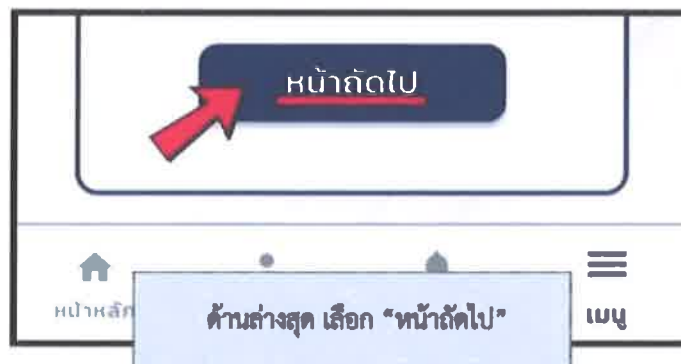 หน้าถัดไป
หน้าหลัก
ด้านล่างสุด เลือก “หน้าถัดไป”
เมนู